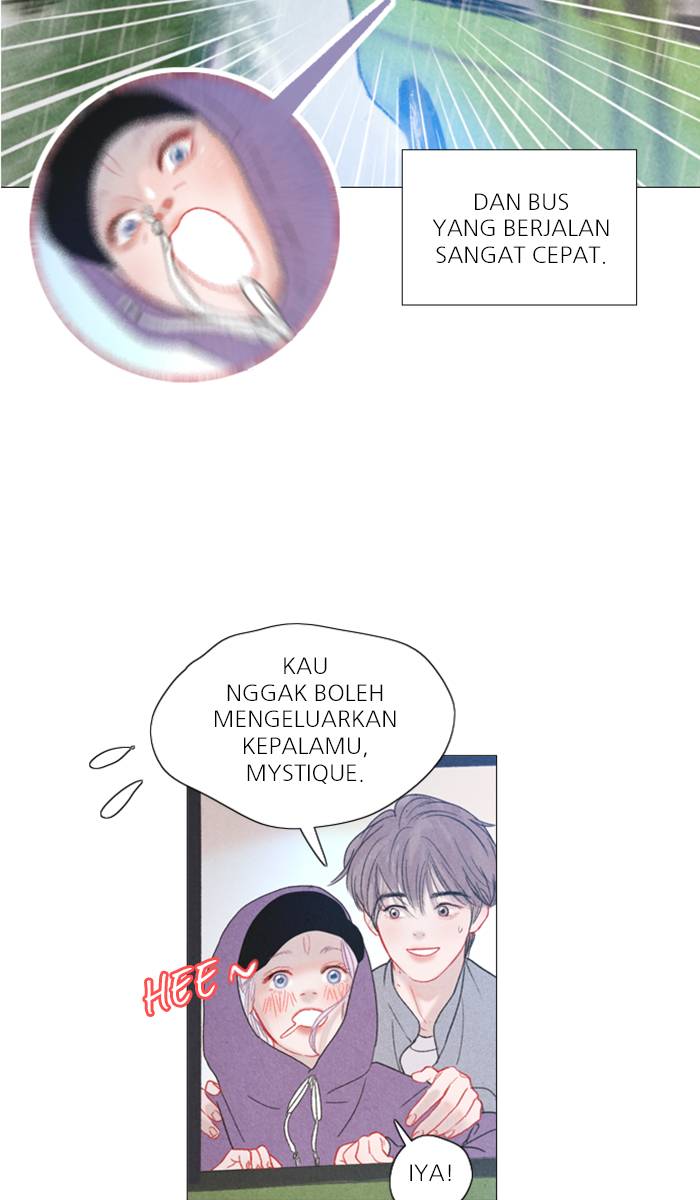 DAN BUS
YANG BERJALAN
SANGAT CEPAT.
KAU
NGGAK BOLEH
MENGELUARKAN
KEPALAMU,
MYSTIQUE.
HEE~
IYA!